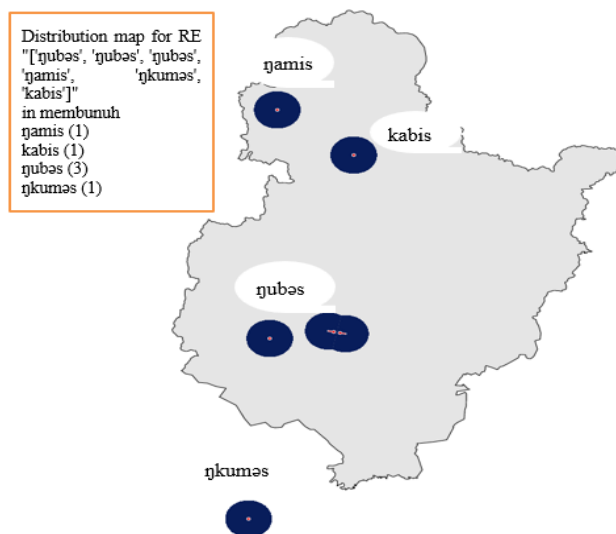 Distribution map for RE
"['ŋubəs', 'ŋubəs', 'ŋubəs',
'ŋamis', 'ŋkuməs',
'kabis']"
in membunuh
ŋamis (1)
kabis (1)
ŋubəs (3)
ŋkuməs (1)
ŋamis
kabis
ŋubəs
ŋkuməs